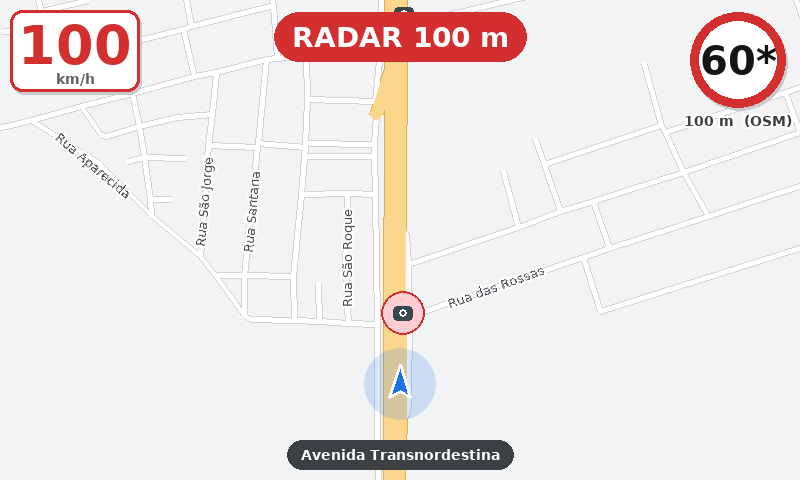 100
km/h
RADAR 100 m
60*
100 m (OSM)
Rua Aparecida
Rua São Jorge
Rua Santana
Rua São Roque
Rua das Rossas
Avenida Transnordestina